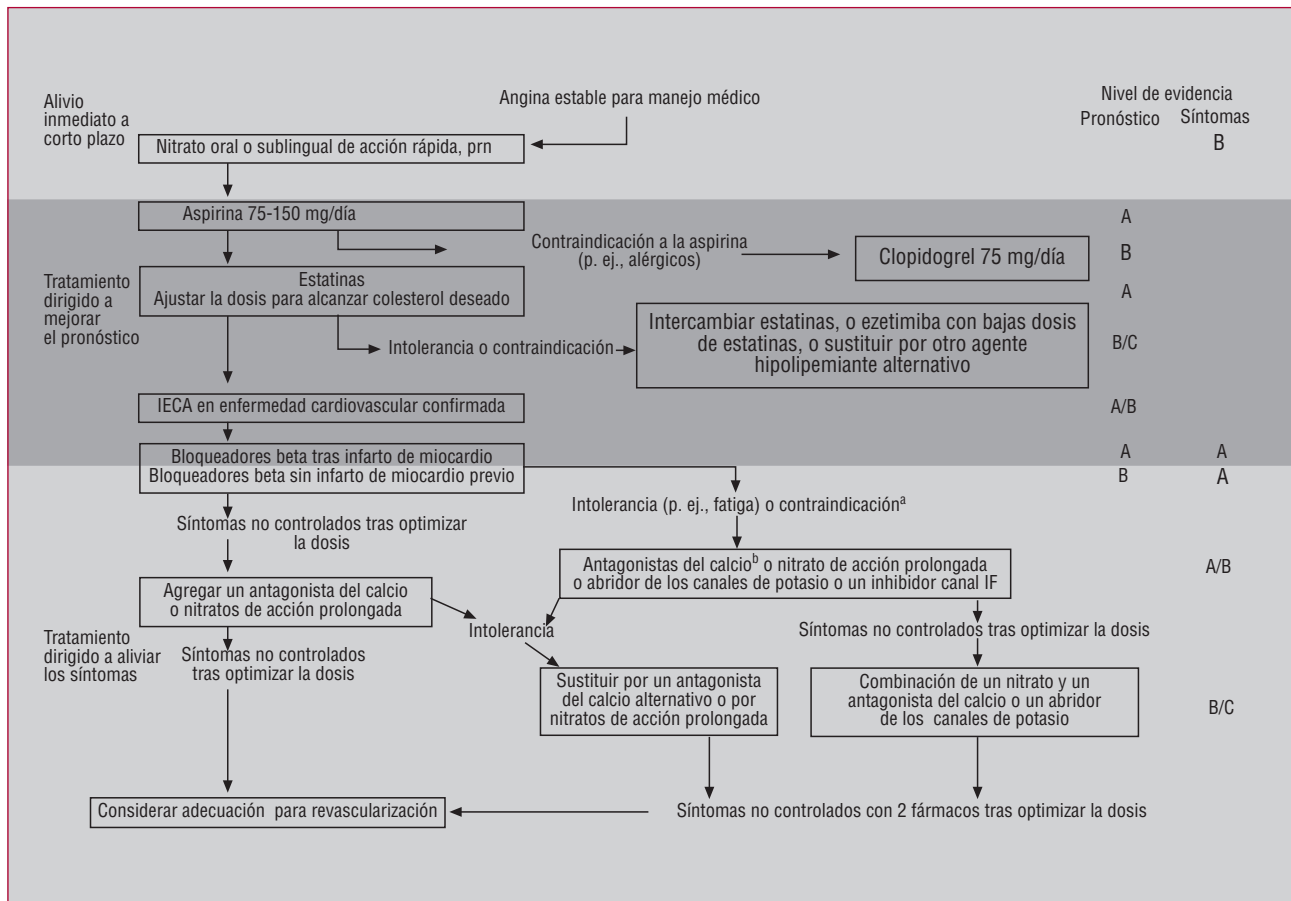 Alivio
inmediato a
corto plazo
Angina estable para manejo médico
Nivel de evidencia
Pronóstico Síntomas
Nitrato oral o sublingual de acción rápida, prn
B
Aspirina 75-150 mg/día
A
Contraindicación a la aspirina
(p. ej., alérgicos)
Clopidogrel 75 mg/día
B
Tratamiento
dirigido a
mejorar
el pronóstico
Estatinas
Ajustar la dosis para alcanzar colesterol deseado
A
Intolerancia o contraindicación
Intercambiar estatinas, o ezetimiba con bajas dosis
de estatinas, o sustituir por otro agente
hipolipemiante alternativo
B/C
IECA en enfermedad cardiovascular confirmada
A/B
Bloqueadores beta tras infarto de miocardio
A A
Bloqueadores beta sin infarto de miocardio previo
B A
Síntomas no controlados tras optimizar
la dosis
Intolerancia (p. ej., fatiga) o contraindicaciónª
Antagonistas del calcioᵇ o nitrato de acción prolongada
o abridor de los canales de potasio o un inhibidor canal IF
A/B
Agregar un antagonista del calcio
o nitratos de acción prolongada
Intolerancia
Síntomas no controlados tras optimizar la dosis
Tratamiento
dirigido a aliviar
los síntomas
Síntomas no controlados
tras optimizar la dosis
Sustituir por un antagonista
del calcio alternativo o por
nitratos de acción prolongada
Combinación de un nitrato y un
antagonista del calcio o un abridor
de los canales de potasio
B/C
Considerar adecuación para revascularización
Síntomas no controlados con 2 fármacos tras optimizar la dosis